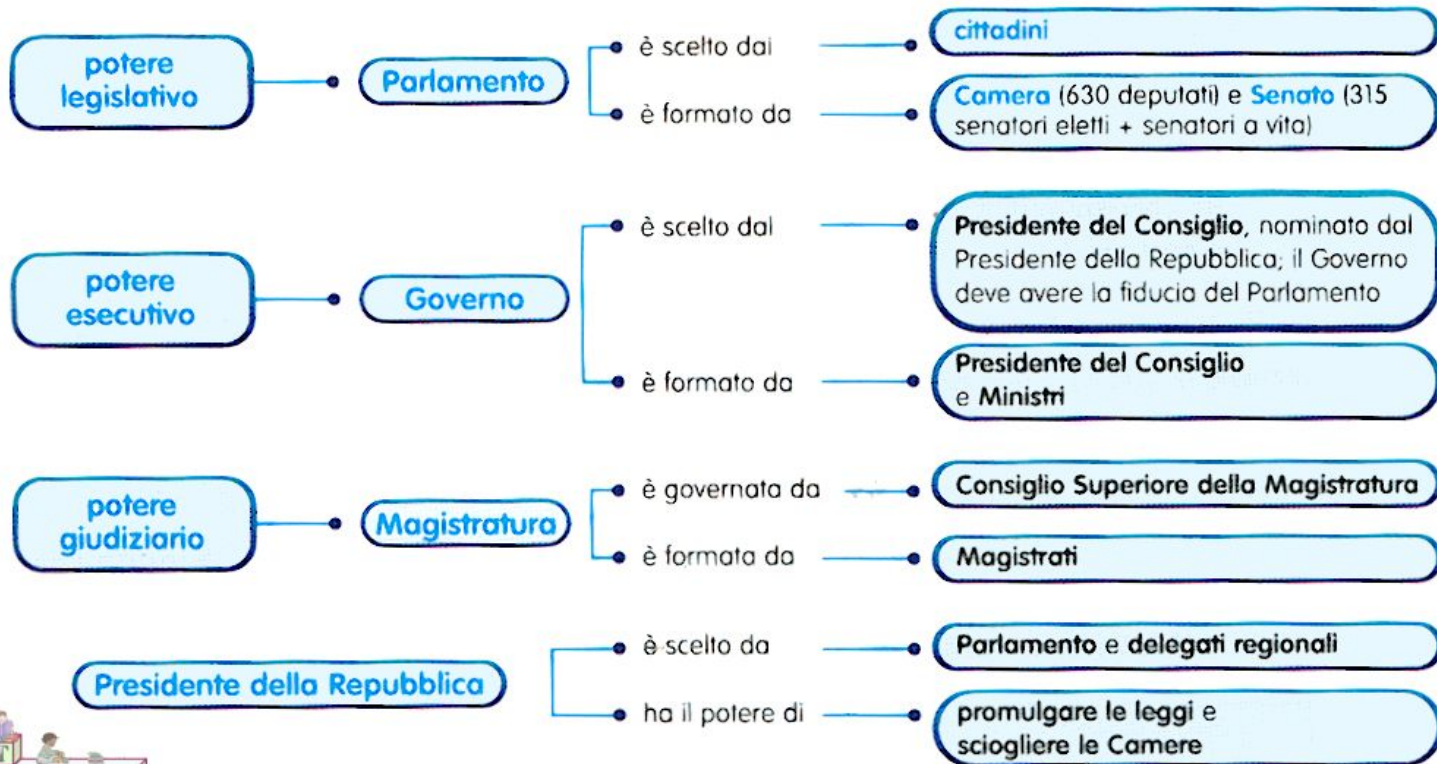 potere
legislativo
Parlamento
è scelto dai
cittadini
è formato da
Camera (630 deputati) e Senato (315
senatori eletti + senatori a vita)
potere
esecutivo
Governo
è scelto dal
Presidente del Consiglio, nominato dal
Presidente della Repubblica; il Governo
deve avere la fiducia del Parlamento
è formato da
Presidente del Consiglio
e Ministri
potere
giudiziario
Magistratura
è governata da
Consiglio Superiore della Magistratura
è formata da
Magistrati
Presidente della Repubblica
è scelto da
Parlamento e delegati regionali
ha il potere di
promulgare le leggi e
sciogliere le Camere